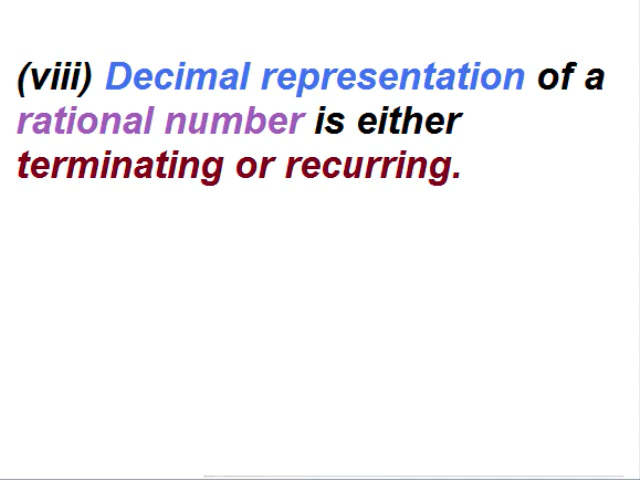 (viii) Decimal representation of a
rational number is either
terminating or recurring.